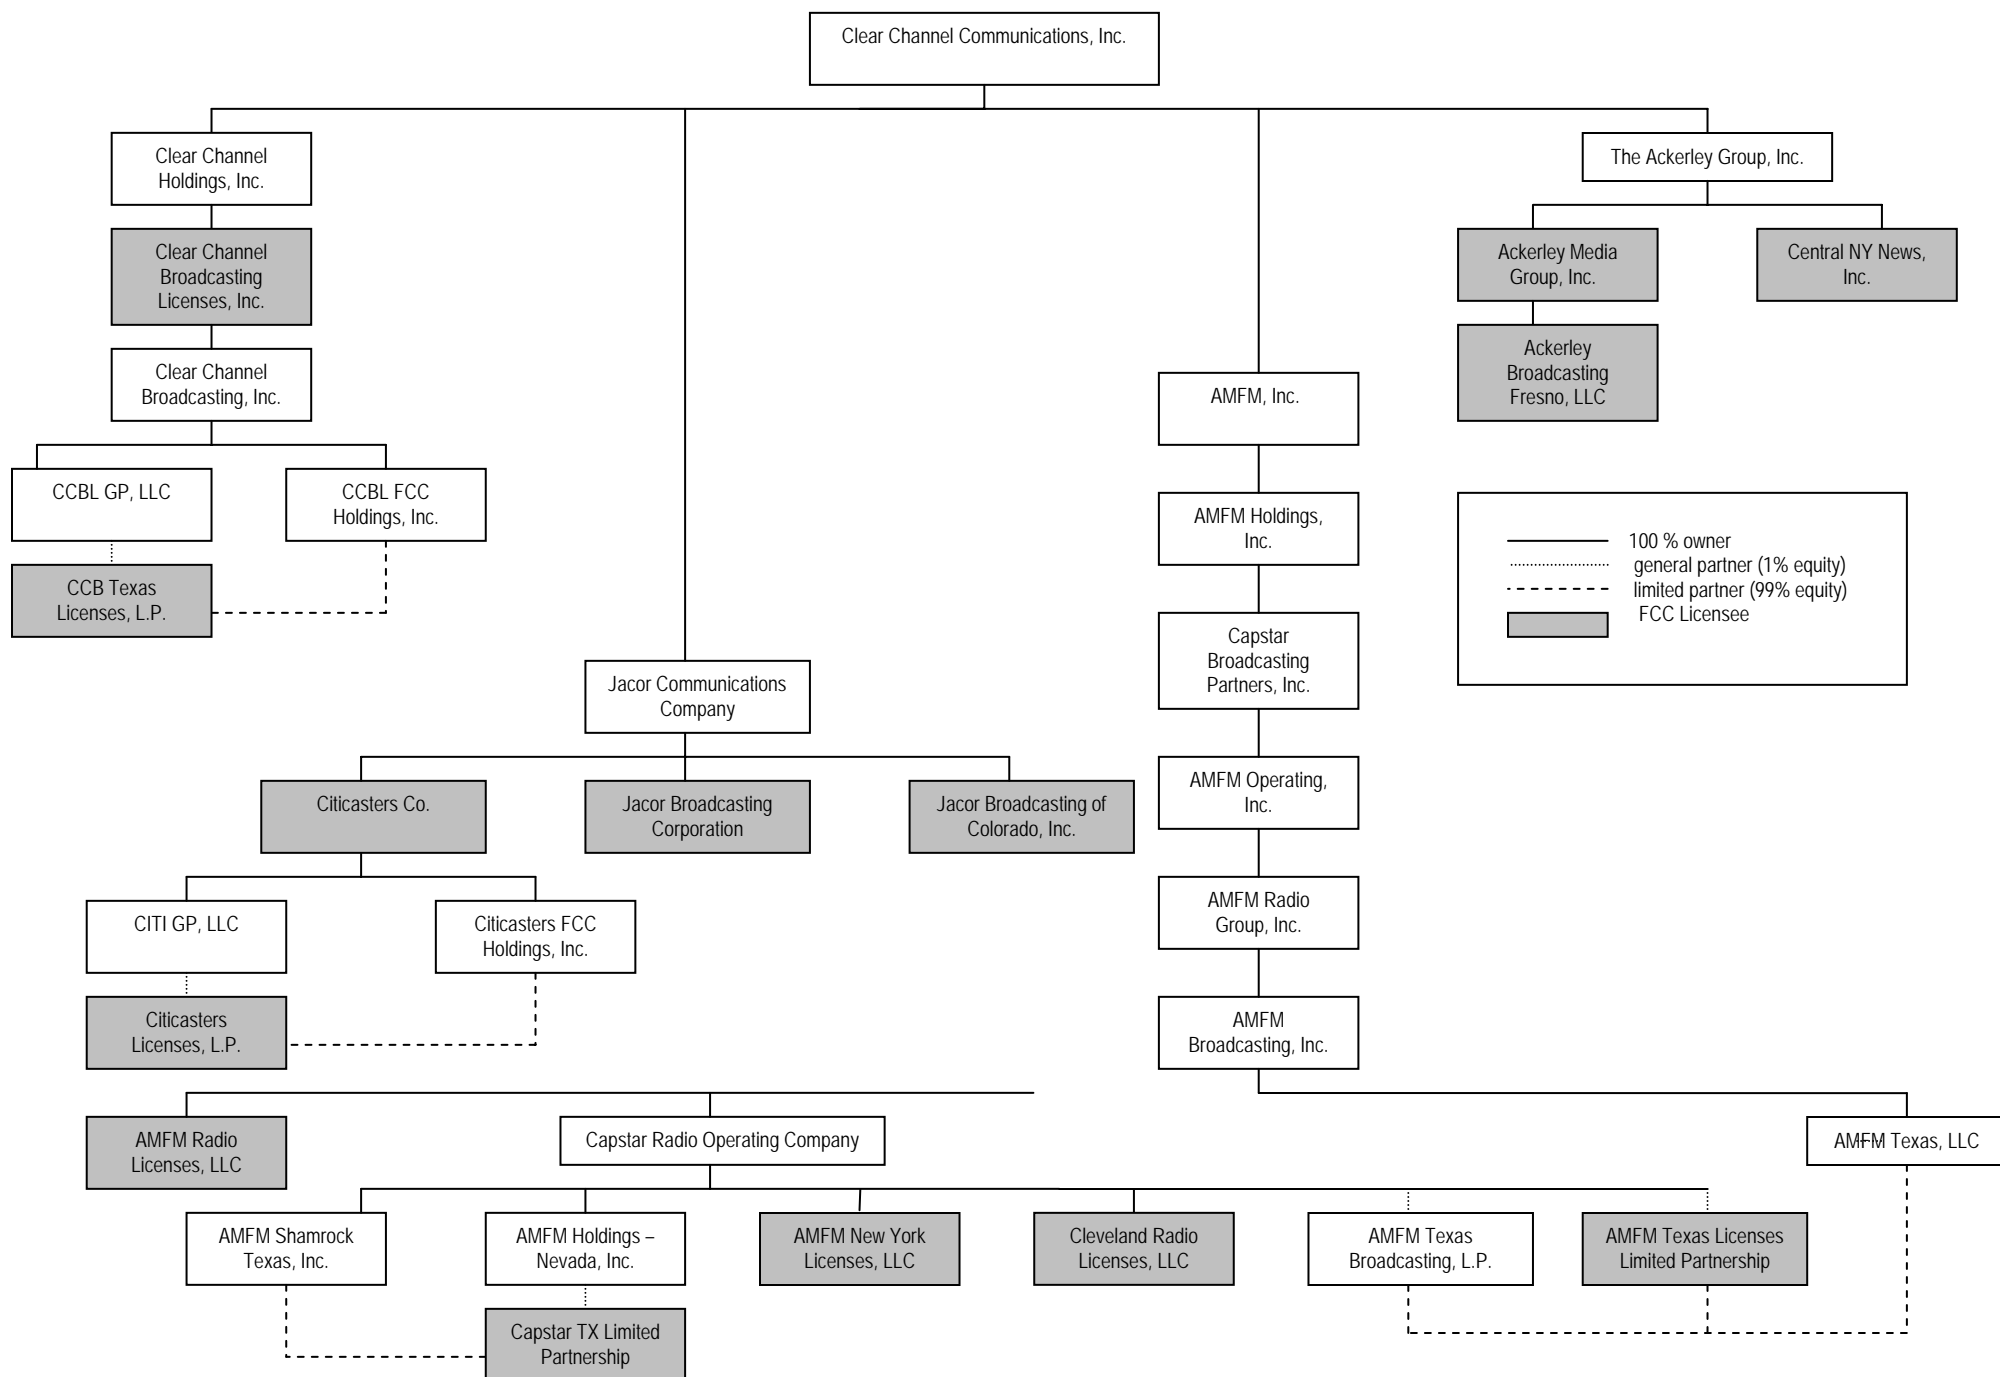 Clear Channel Communications, Inc.
Clear Channel
Holdings, Inc.
The Ackerley Group, Inc.
Clear Channel
Broadcasting
Licenses, Inc.
Ackerley Media
Group, Inc.
Central NY News,
Inc.
Clear Channel
Broadcasting, Inc.
Ackerley
Broadcasting
Fresno, LLC
AMFM, Inc.
CCBL GP, LLC
CCBL FCC
Holdings, Inc.
AMFM Holdings,
Inc.
100 % owner
general partner (1% equity)
limited partner (99% equity)
FCC Licensee
CCB Texas
Licenses, L.P.
Capstar
Broadcasting
Partners, Inc.
Jacor Communications
Company
AMFM Operating,
Inc.
Citicasters Co.
Jacor Broadcasting
Corporation
Jacor Broadcasting of
Colorado, Inc.
CITI GP, LLC
Citicasters FCC
Holdings, Inc.
AMFM Radio
Group, Inc.
Citicasters
Licenses, L.P.
AMFM
Broadcasting, Inc.
AMFM Radio
Licenses, LLC
Capstar Radio Operating Company
AMFM Texas, LLC
AMFM Shamrock
Texas, Inc.
AMFM Holdings –
Nevada, Inc.
AMFM New York
Licenses, LLC
Cleveland Radio
Licenses, LLC
AMFM Texas
Broadcasting, L.P.
AMFM Texas Licenses
Limited Partnership
Capstar TX Limited
Partnership